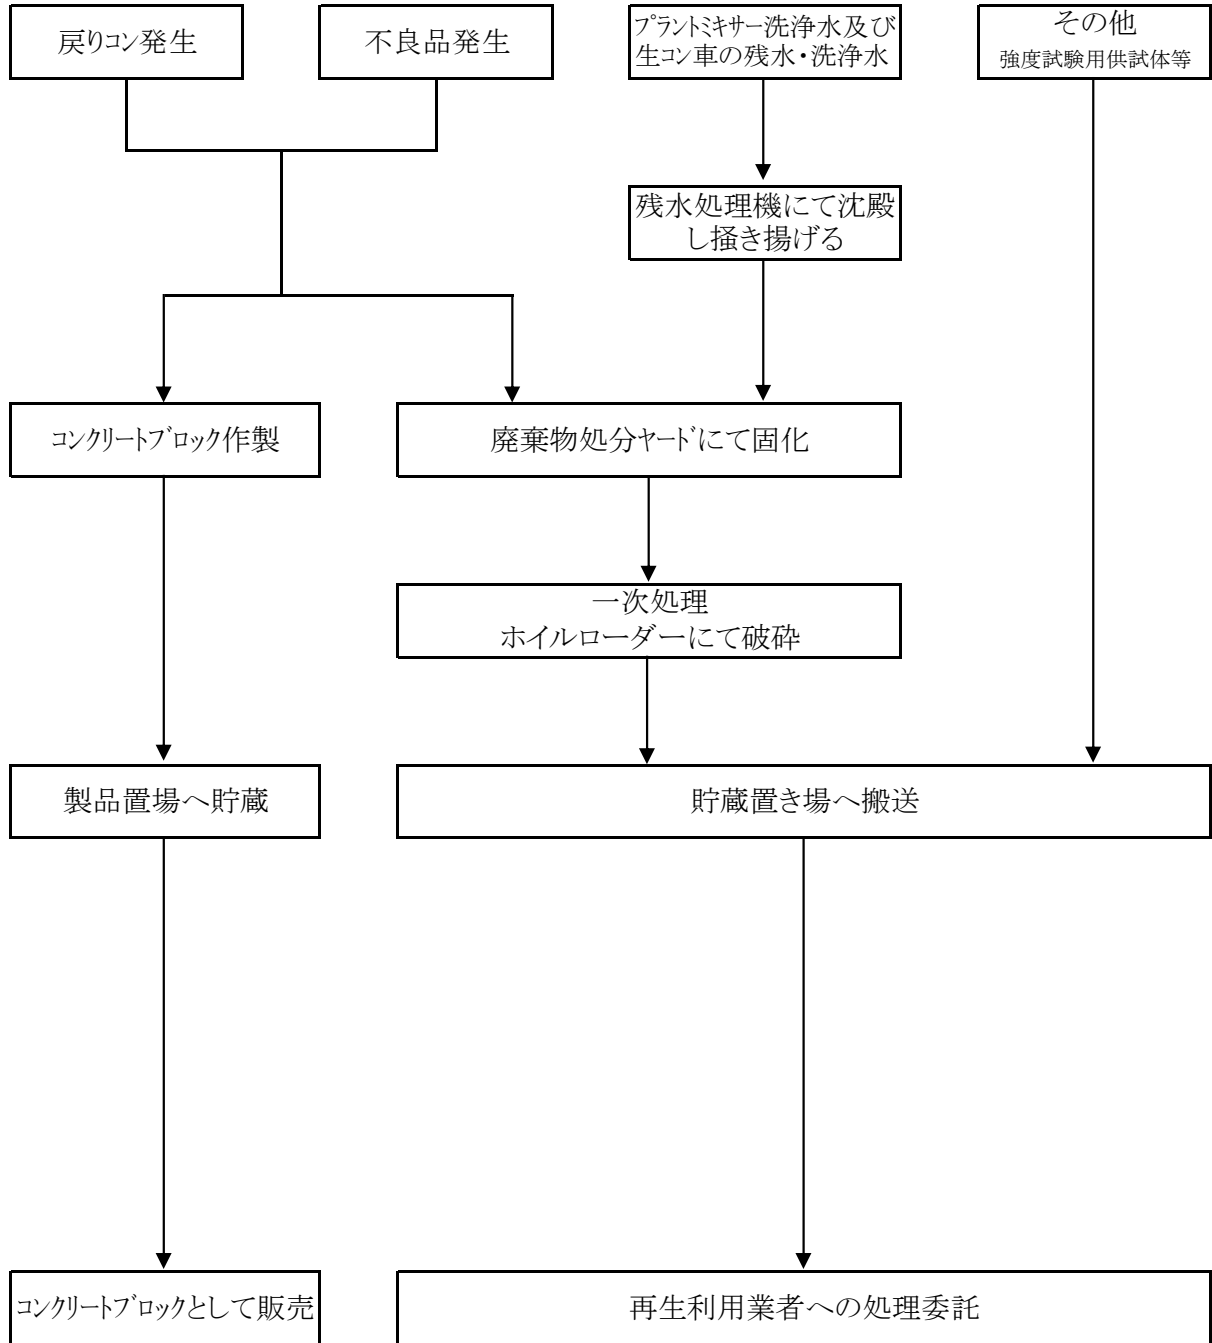 戻りコン発生
不良品発生
プラントミキサー洗浄水及び
生コン車の残水・洗浄水
その他
強度試験用供試体等
残水処理機にて沈殿
し掻き揚げる
コンクリートブロック作製
廃棄物処分ヤードにて固化
一次処理
ホイルローダーにて破砕
製品置場へ貯蔵
貯蔵置き場へ搬送
コンクリートブロックとして販売
再生利用業者への処理委託